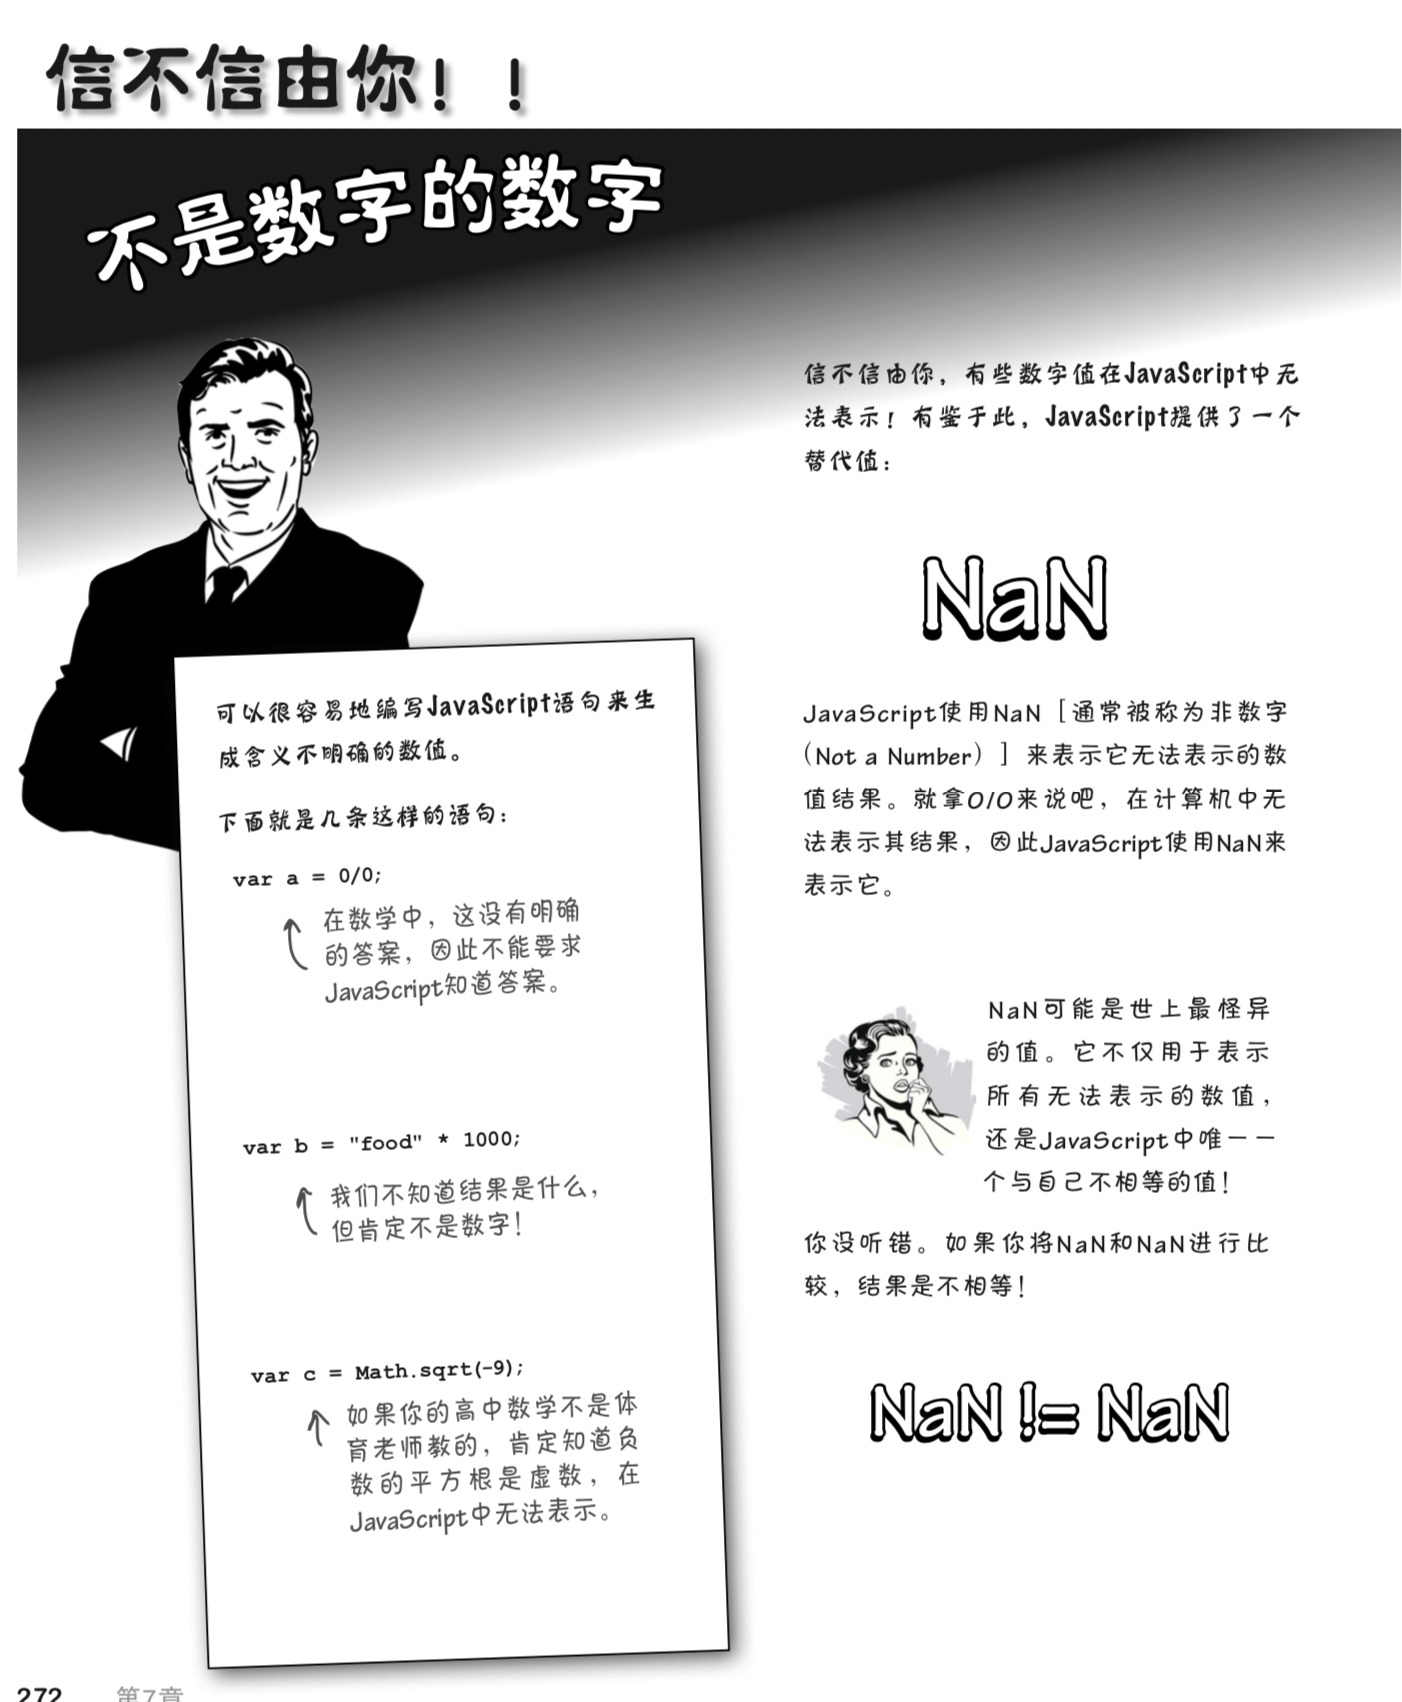 信不信由你！！
不是数字的数字
可以很容易地编写JavaScript语句来生
成含义不明确的数值。
下面就是几条这样的语句：
var a = 0/0;
在数学中，这没有明确
的答案，因此不能要求
JavaScript知道答案。
var b = "food" * 1000;
我们不知道结果是什么，
但肯定不是数字！
var c = Math.sqrt(-9);
如果你的高中数学不是体
育老师教的，肯定知道负
数的平方根是虚数，在
JavaScript中无法表示。
信不信由你，有些数字值在JavaScript中无
法表示！有鉴于此，JavaScript提供了一个
替代值：
NaN
JavaScript使用NaN［通常被称为非数字
（Not a Number）］来表示它无法表示的数
值结果。就拿0/0来说吧，在计算机中无
法表示其结果，因此JavaScript使用NaN来
表示它。
NaN可能是世上最怪异
的值。它不仅用于表示
所有无法表示的数值，
还是JavaScript中唯一一
个与自己不相等的值！
你没听错。如果你将NaN和NaN进行比
较，结果是不相等！
NaN != NaN
272 第7章